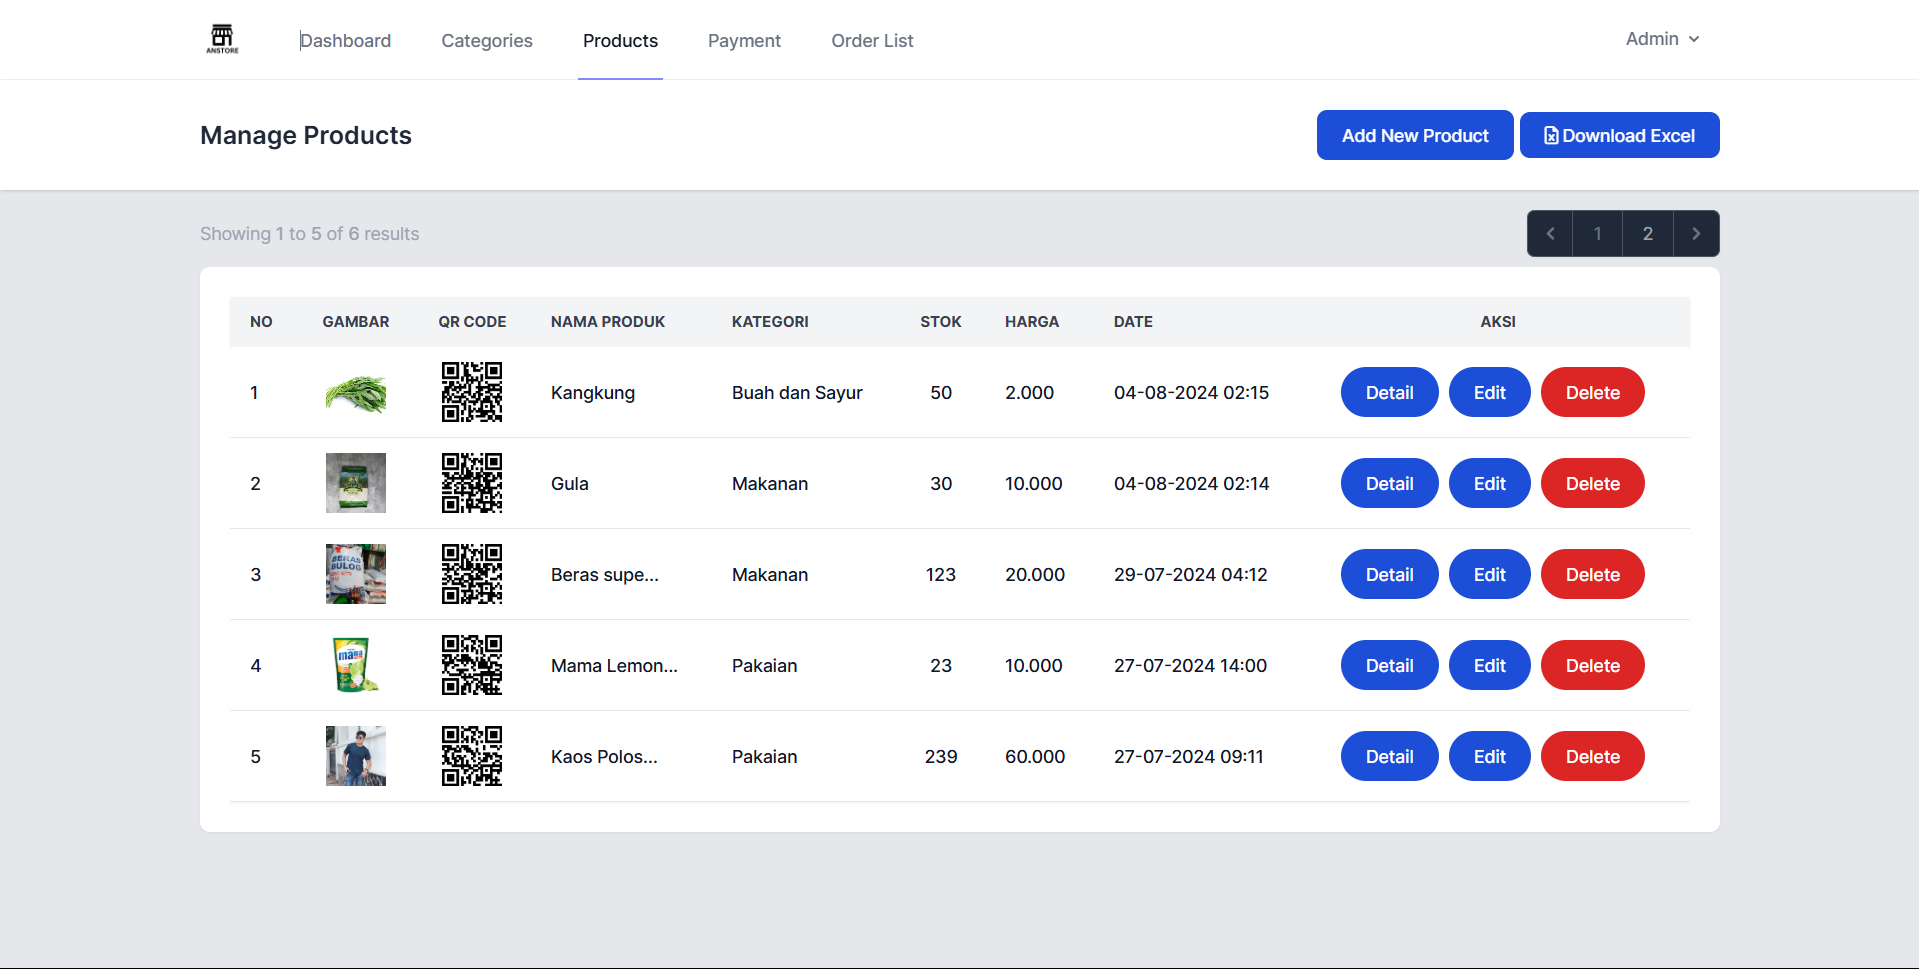 ANSTORE
Dashboard Categories Products Payment Order List Admin
Manage Products Add New Product Download Excel
Showing 1 to 5 of 6 results 1 2
NO GAMBAR QR CODE NAMA PRODUK KATEGORI STOK HARGA DATE AKSI
1 Kangkung Buah dan Sayur 50 2.000 04-08-2024 02:15 Detail Edit Delete
2 Gula Makanan 30 10.000 04-08-2024 02:14 Detail Edit Delete
BERAS
BULOG
3 Beras supe... Makanan 123 20.000 29-07-2024 04:12 Detail Edit Delete
mama
4 Mama Lemon... Pakaian 23 10.000 27-07-2024 14:00 Detail Edit Delete
5 Kaos Polos... Pakaian 239 60.000 27-07-2024 09:11 Detail Edit Delete